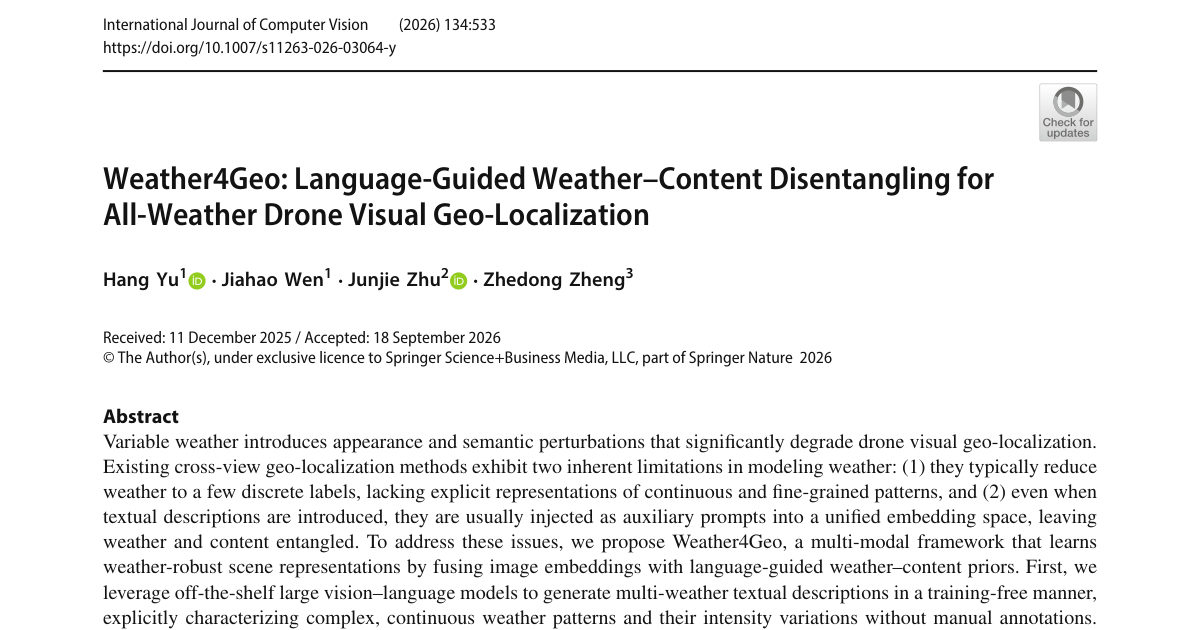 International Journal of Computer Vision (2026) 134:533
https://doi.org/10.1007/s11263-026-03064-y
Check for
updates
Weather4Geo: Language-Guided Weather–Content Disentangling for
All-Weather Drone Visual Geo-Localization
Hang Yu1 iD · Jiahao Wen1 · Junjie Zhu2 iD · Zhedong Zheng3
Received: 11 December 2025 / Accepted: 18 September 2026
© The Author(s), under exclusive licence to Springer Science+Business Media, LLC, part of Springer Nature 2026
Abstract
Variable weather introduces appearance and semantic perturbations that significantly degrade drone visual geo-localization.
Existing cross-view geo-localization methods exhibit two inherent limitations in modeling weather: (1) they typically reduce
weather to a few discrete labels, lacking explicit representations of continuous and fine-grained patterns, and (2) even when
textual descriptions are introduced, they are usually injected as auxiliary prompts into a unified embedding space, leaving
weather and content entangled. To address these issues, we propose Weather4Geo, a multi-modal framework that learns
weather-robust scene representations by fusing image embeddings with language-guided weather–content priors. First, we
leverage off-the-shelf large vision–language models to generate multi-weather textual descriptions in a training-free manner,
explicitly characterizing complex, continuous weather patterns and their intensity variations without manual annotations.